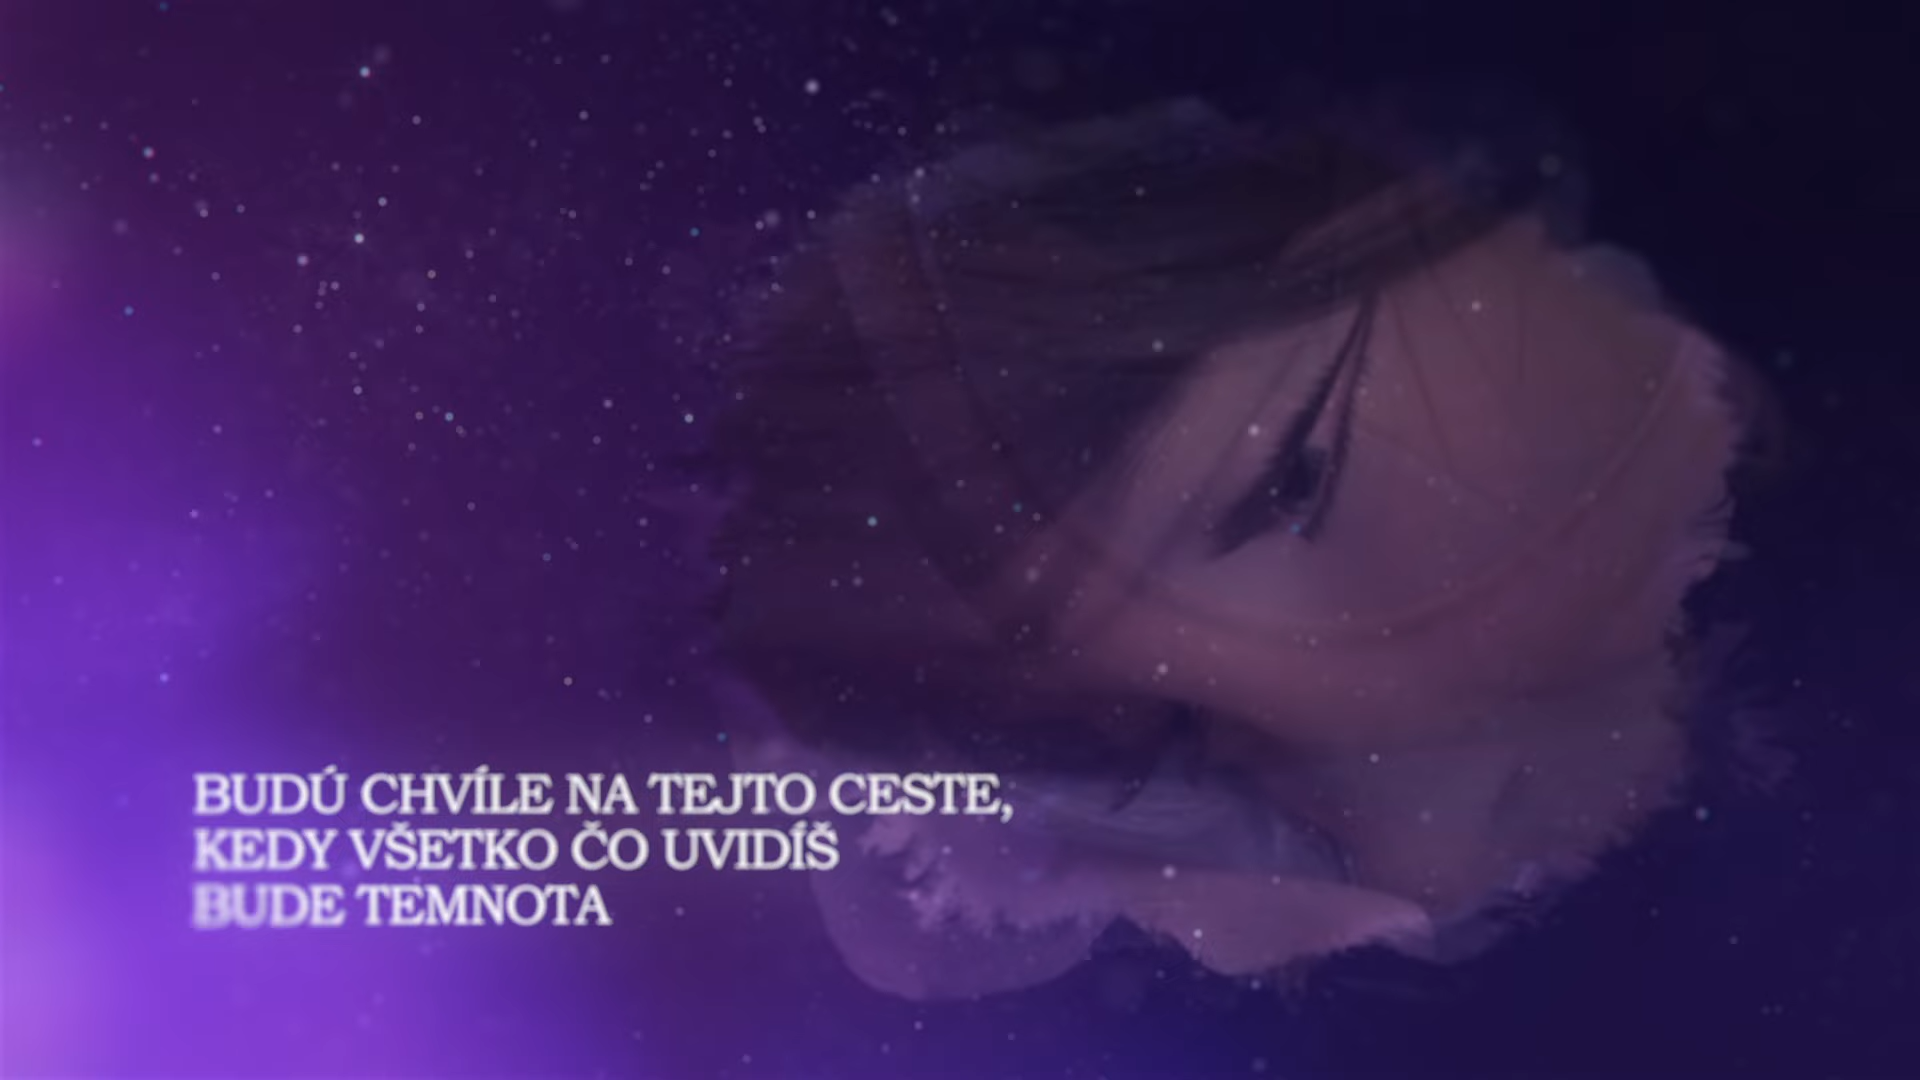 BUDÚ CHVÍLE NA TEJTO CESTE,
KEDY VŠETKO ČO UVIDÍŠ
BUDE TEMNOTA